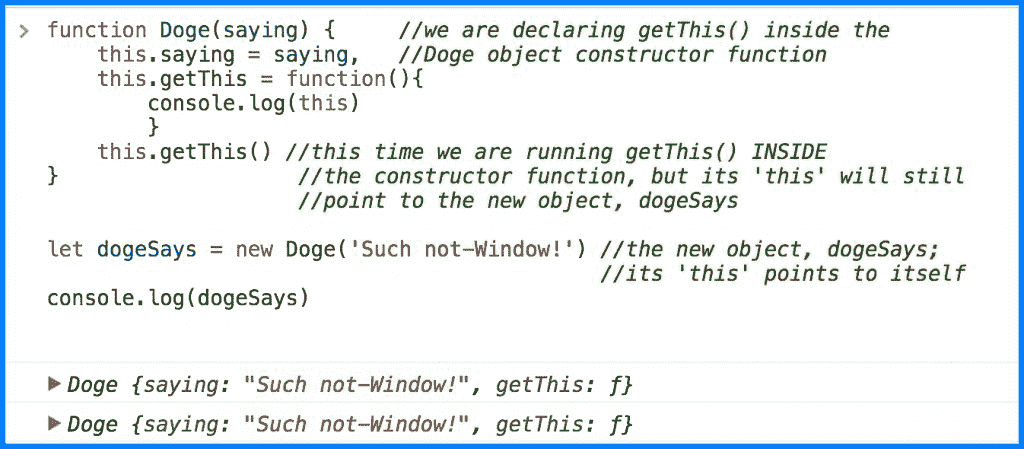 > function Doge(saying) {     //we are declaring getThis() inside the
    this.saying = saying,   //Doge object constructor function
    this.getThis = function(){
        console.log(this)
        }
    this.getThis() //this time we are running getThis() INSIDE
}                   //the constructor function, but its 'this' will still
                    //point to the new object, dogeSays
let dogeSays = new Doge('Such not-Window!') //the new object, dogeSays;
                                            //its 'this' points to itself
console.log(dogeSays)
▶ Doge {saying: "Such not-Window!", getThis: ƒ}
▶ Doge {saying: "Such not-Window!", getThis: ƒ}